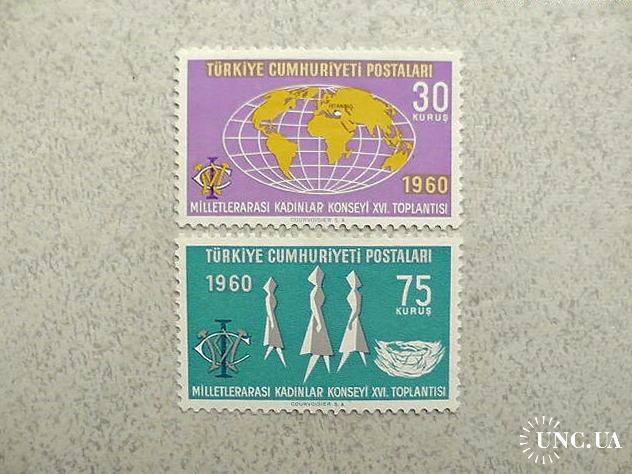 TÜRKİYE CUMHURİYETİ POSTALARI
30
KURUŞ
İSTANBUL
1960
MİLLETLERARASI KADINLAR KONSEYİ XVI. TOPLANTISI
COURVOISIER S.A.
TÜRKİYE CUMHURİYETİ POSTALARI
1960
75
KURUŞ
MİLLETLERARASI KADINLAR KONSEYİ XVI. TOPLANTISI
COURVOISIER S.A.
UNC.UA